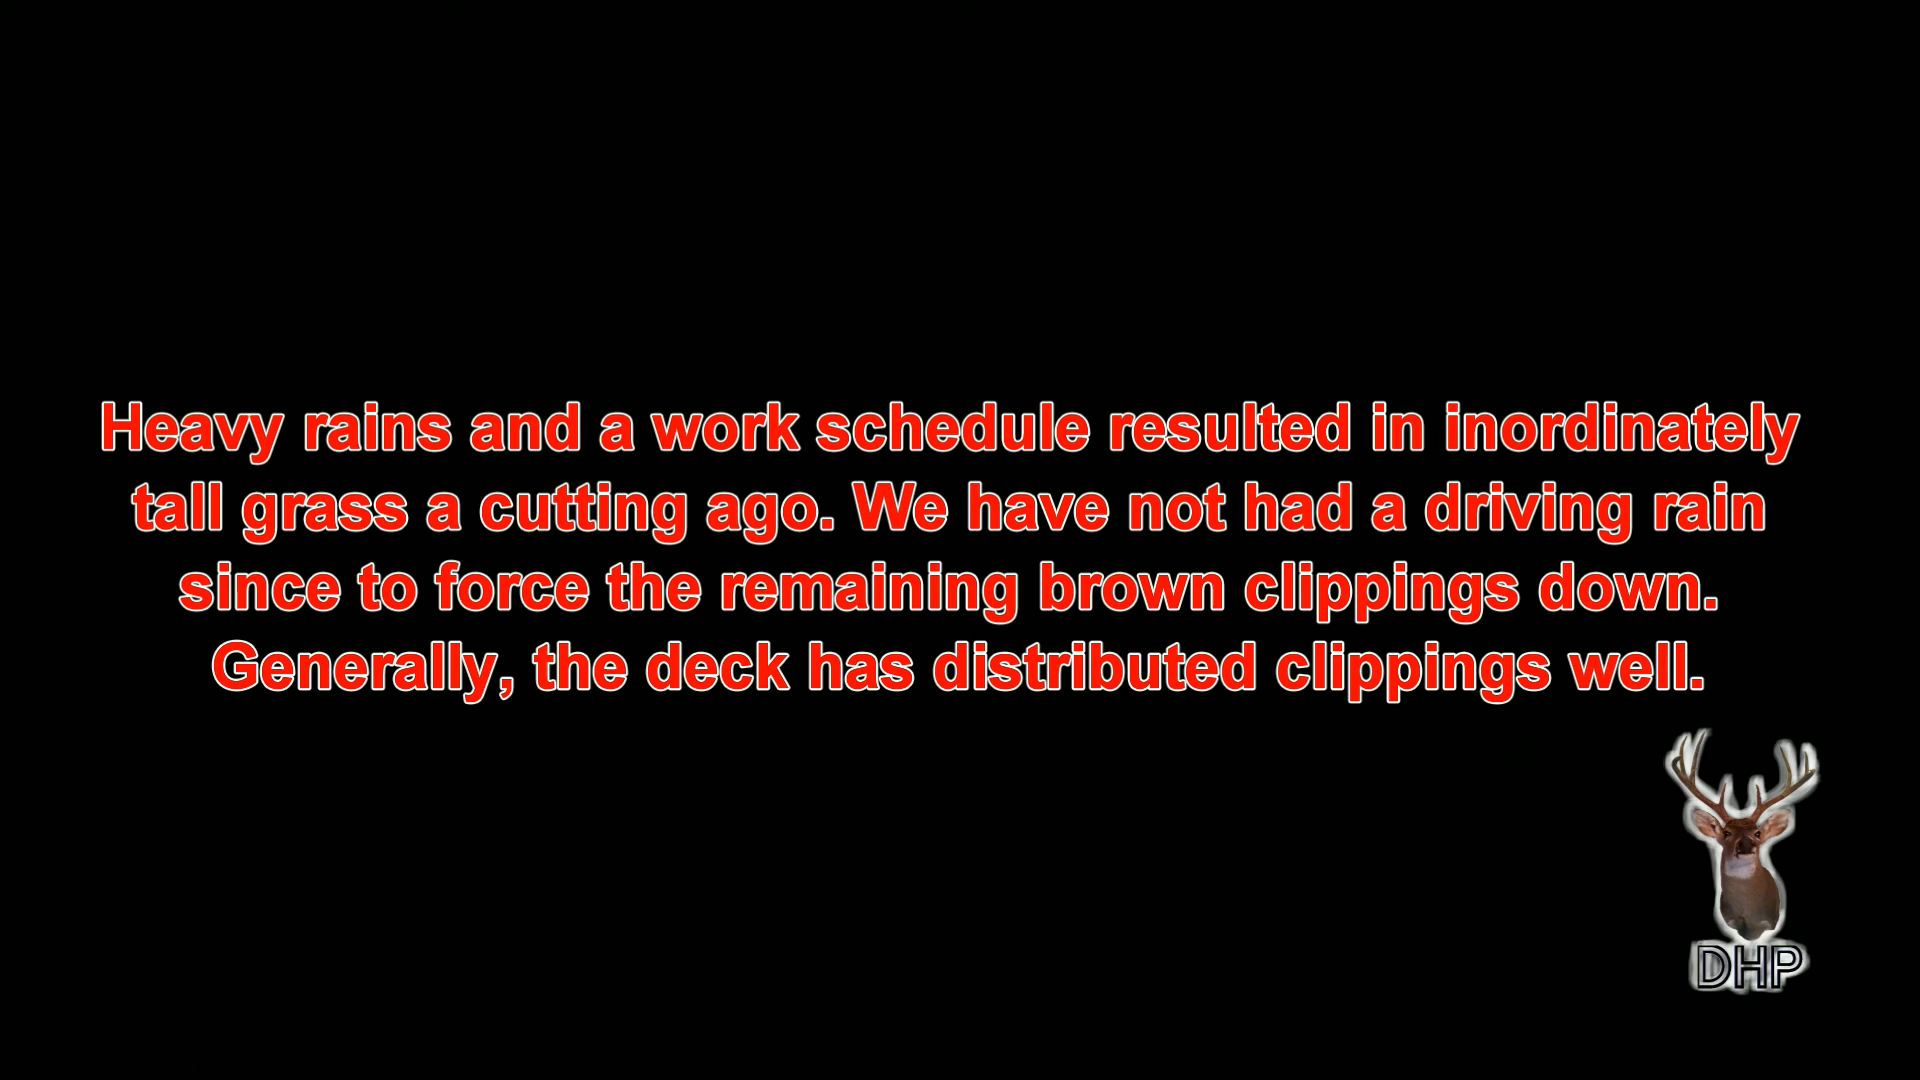 Heavy rains and a work schedule resulted in inordinately
tall grass a cutting ago. We have not had a driving rain
since to force the remaining brown clippings down.
Generally, the deck has distributed clippings well.
DHP